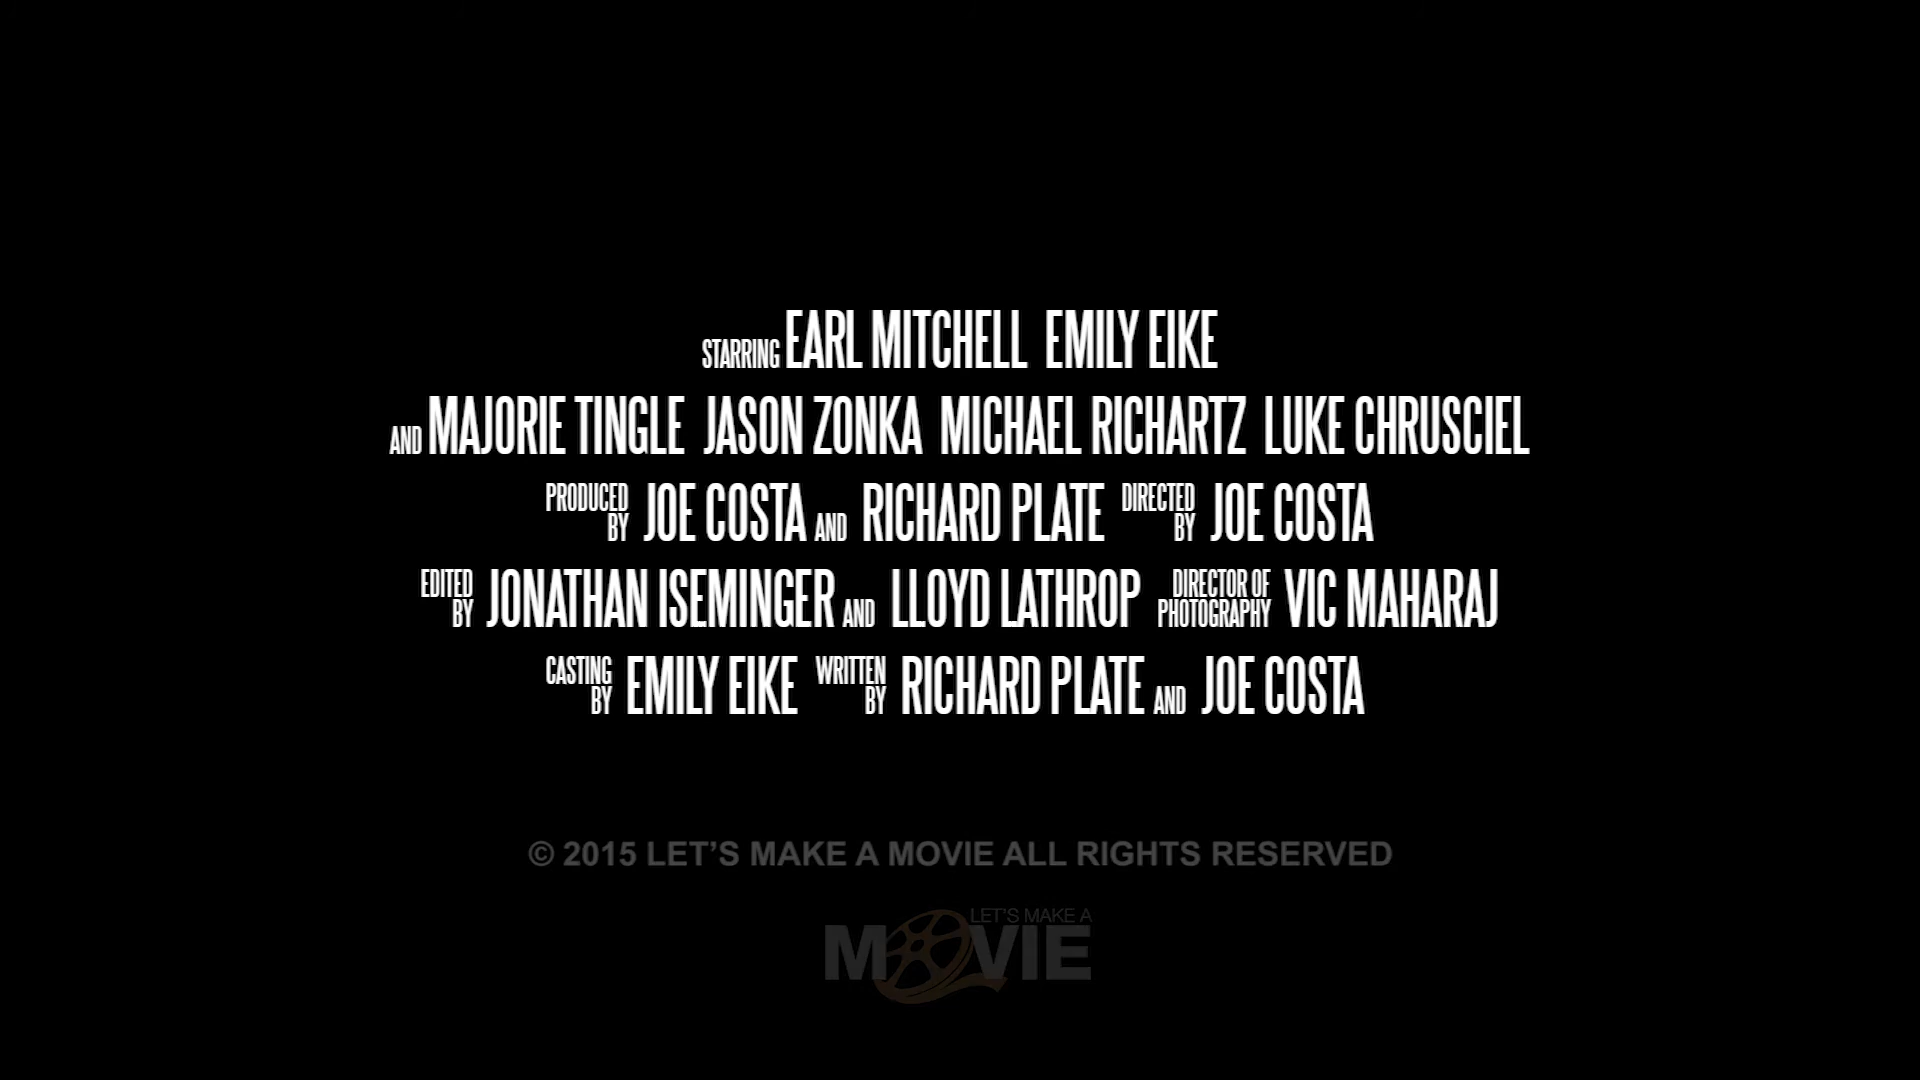 STARRING EARL MITCHELL EMILY EIKE
AND MAJORIE TINGLE JASON ZONKA MICHAEL RICHARTZ LUKE CHRUSCIEL
PRODUCED BY JOE COSTA AND RICHARD PLATE DIRECTED BY JOE COSTA
EDITED BY JONATHAN ISEMINGER AND LLOYD LATHROP DIRECTOR OF PHOTOGRAPHY VIC MAHARAJ
CASTING BY EMILY EIKE WRITTEN BY RICHARD PLATE AND JOE COSTA
© 2015 LET’S MAKE A MOVIE ALL RIGHTS RESERVED
LET’S MAKE A
MOVIE